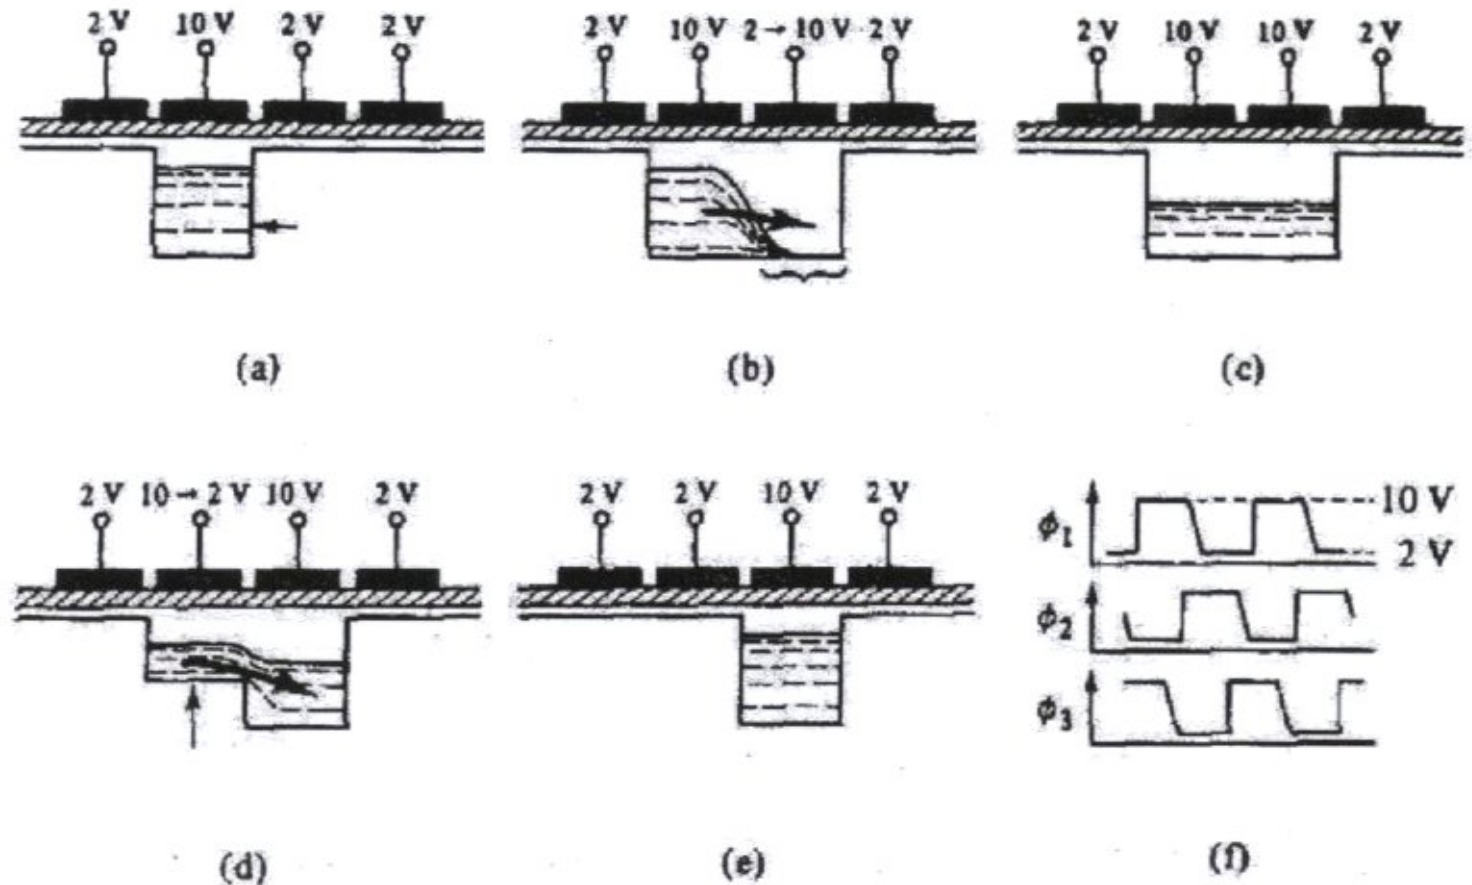 2 V 10 V 2 V 2 V
2 V 10 V 2 → 10 V 2 V
2 V 10 V 10 V 2 V
(a)
(b)
(c)
2 V 10 → 2 V 10 V 2 V
2 V 2 V 10 V 2 V
ϕ1
10 V
2 V
ϕ2
ϕ3
(d)
(e)
(f)